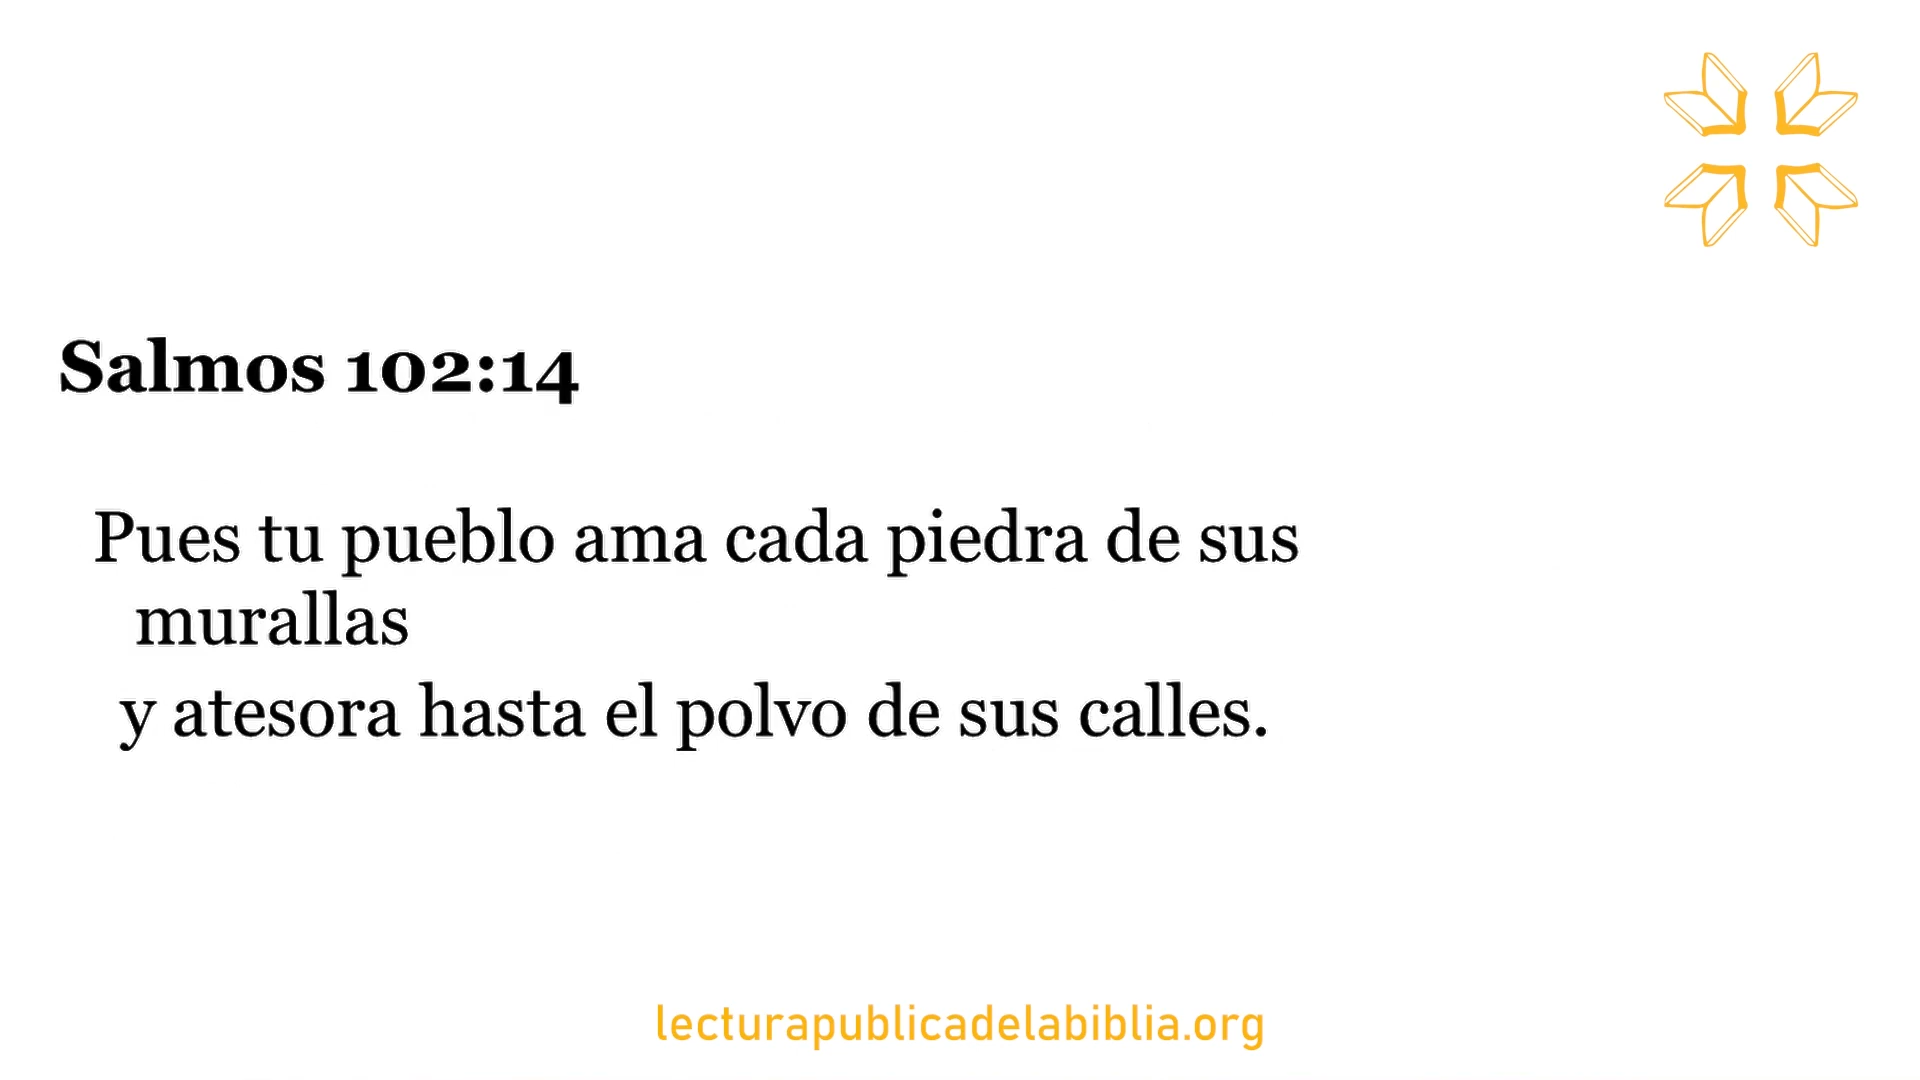 Salmos 102:14
Pues tu pueblo ama cada piedra de sus
murallas
y atesora hasta el polvo de sus calles.
lecturapublicadelabiblia.org